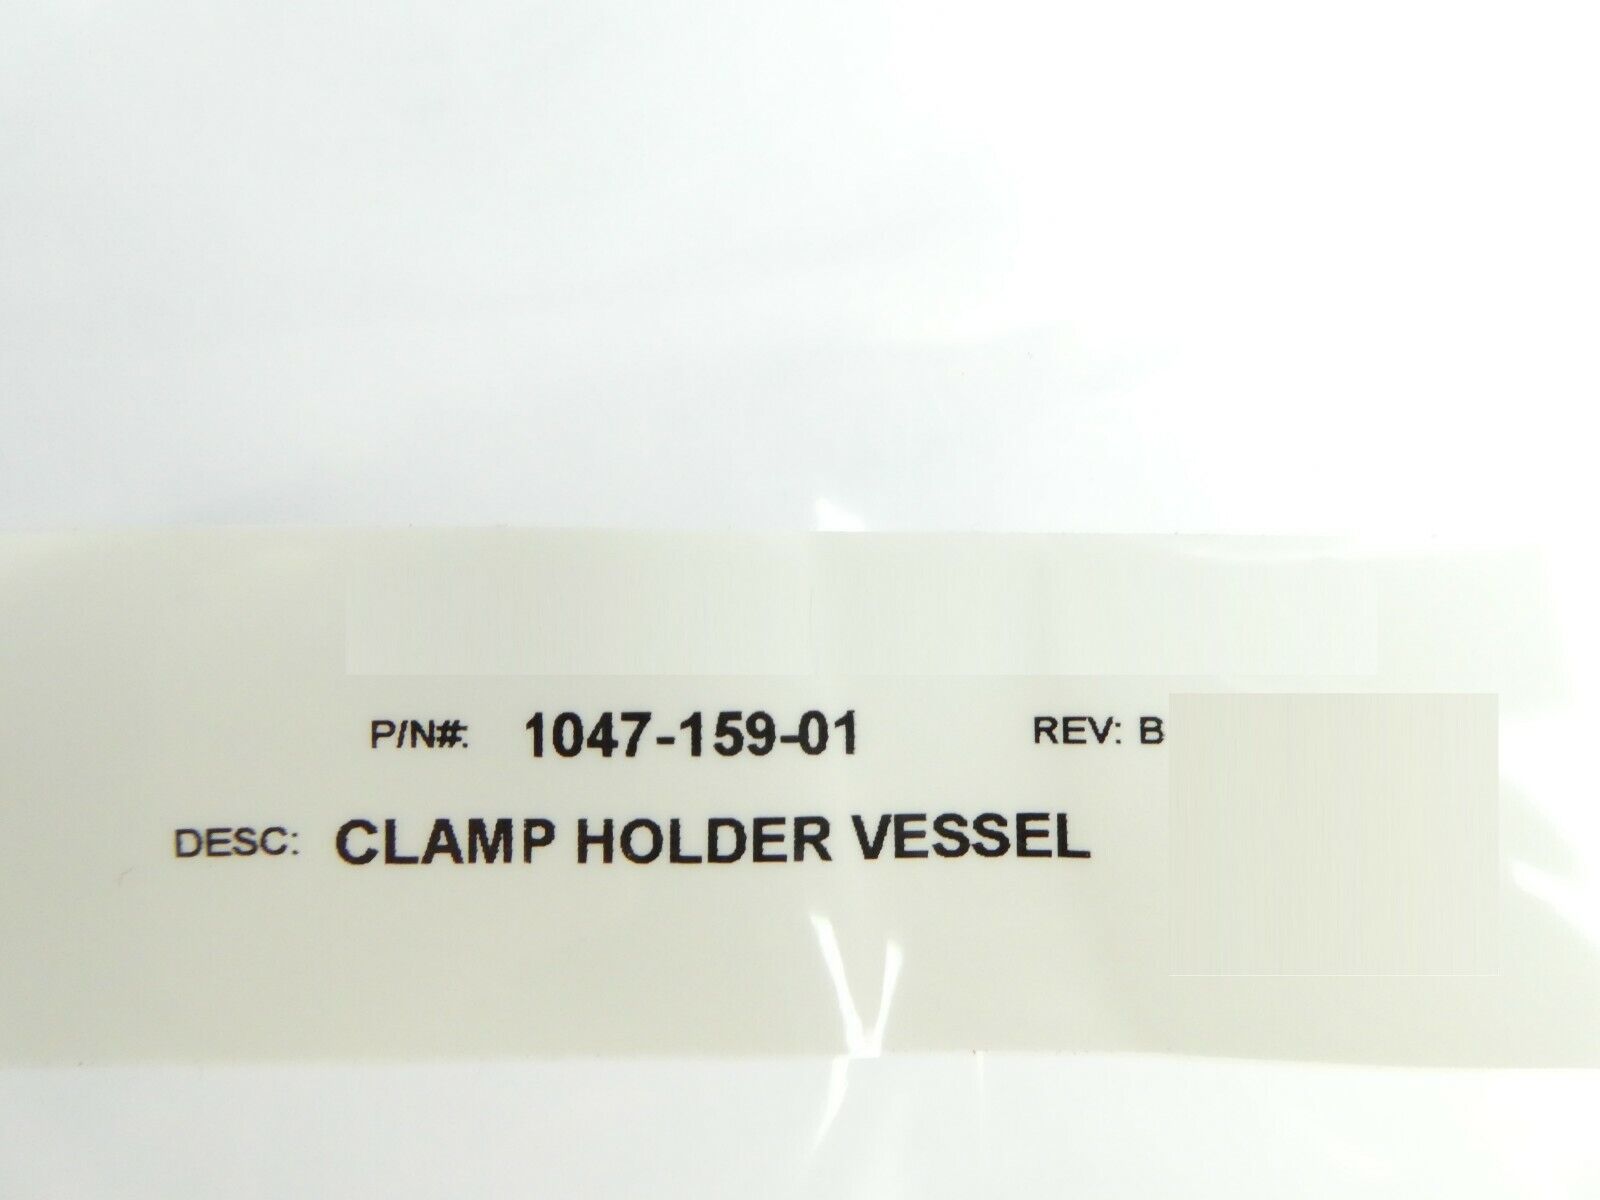 P/N#: 1047-159-01 REV: B
DESC: CLAMP HOLDER VESSEL